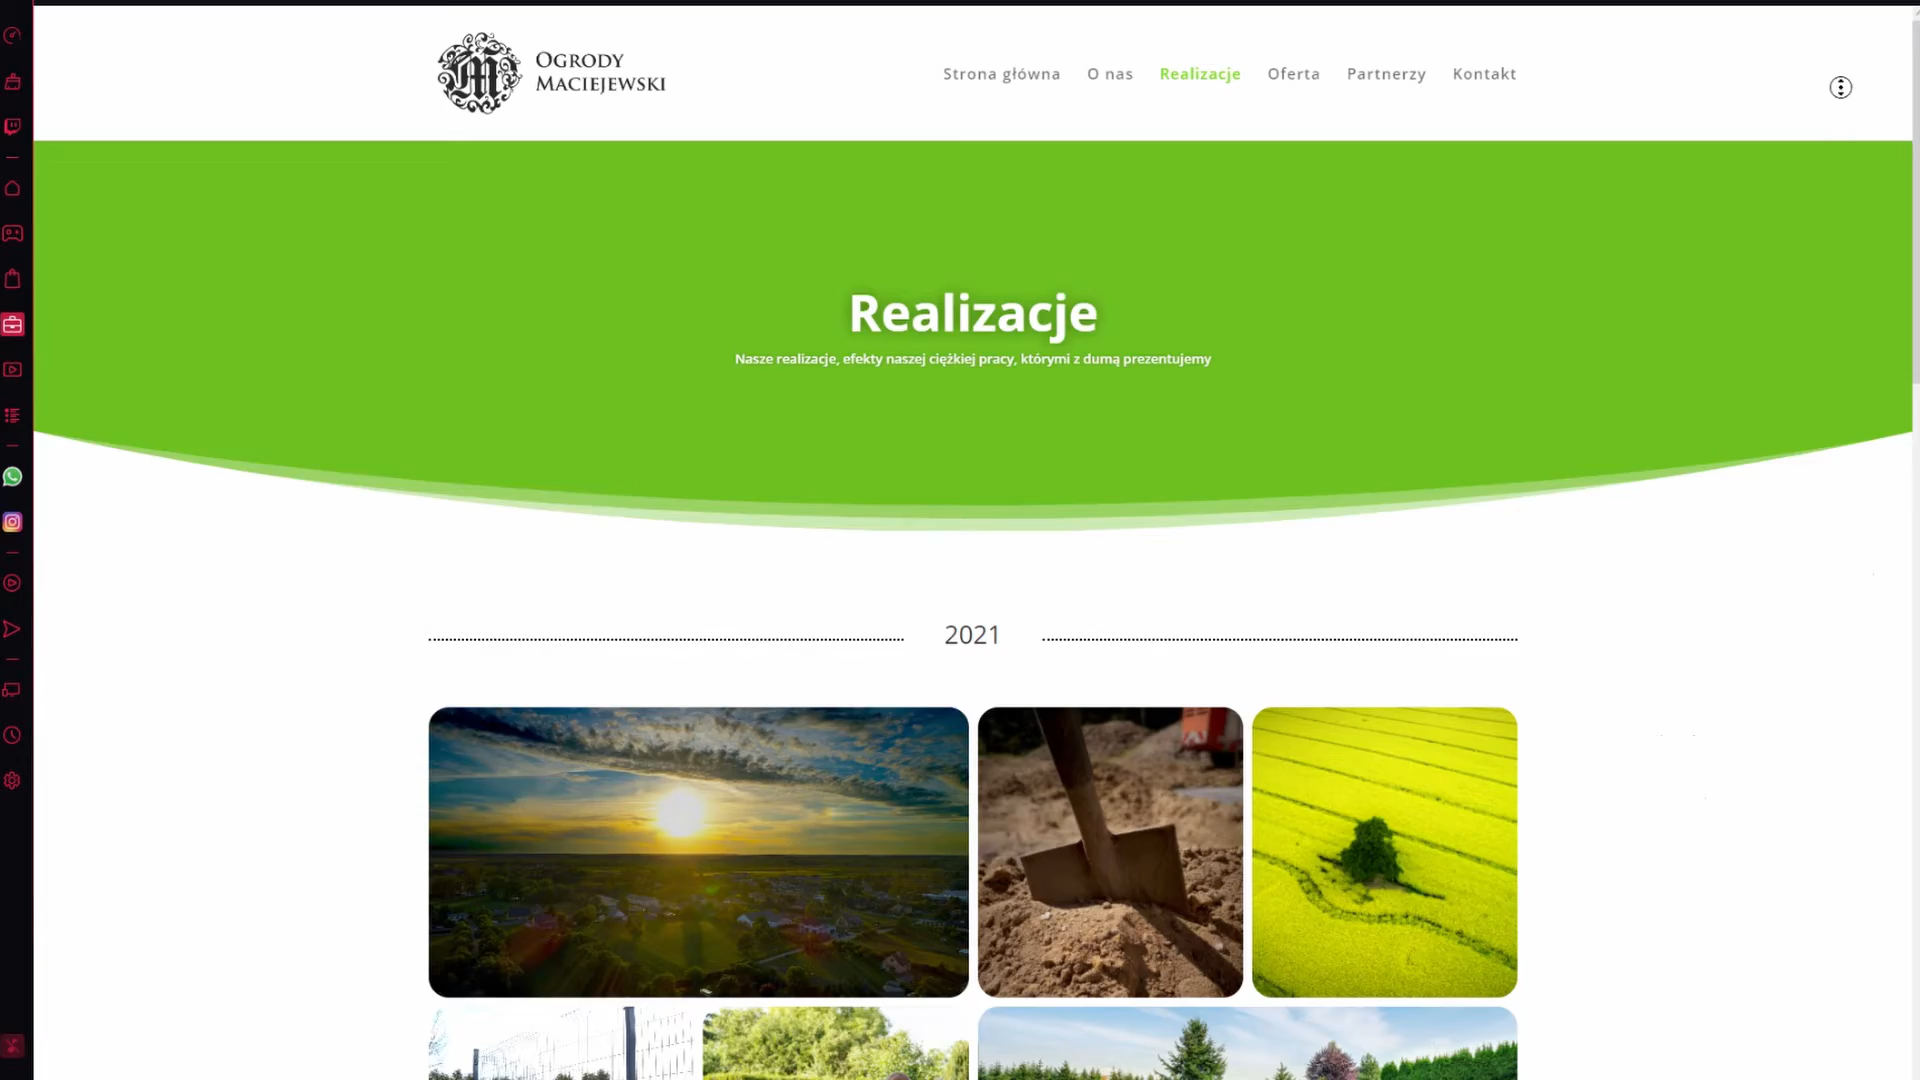 OGRODY
MACIEJEWSKI
Strona główna O nas Realizacje Oferta Partnerzy Kontakt
Realizacje
Nasze realizacje, efekty naszej ciężkiej pracy, którymi z dumą prezentujemy
2021